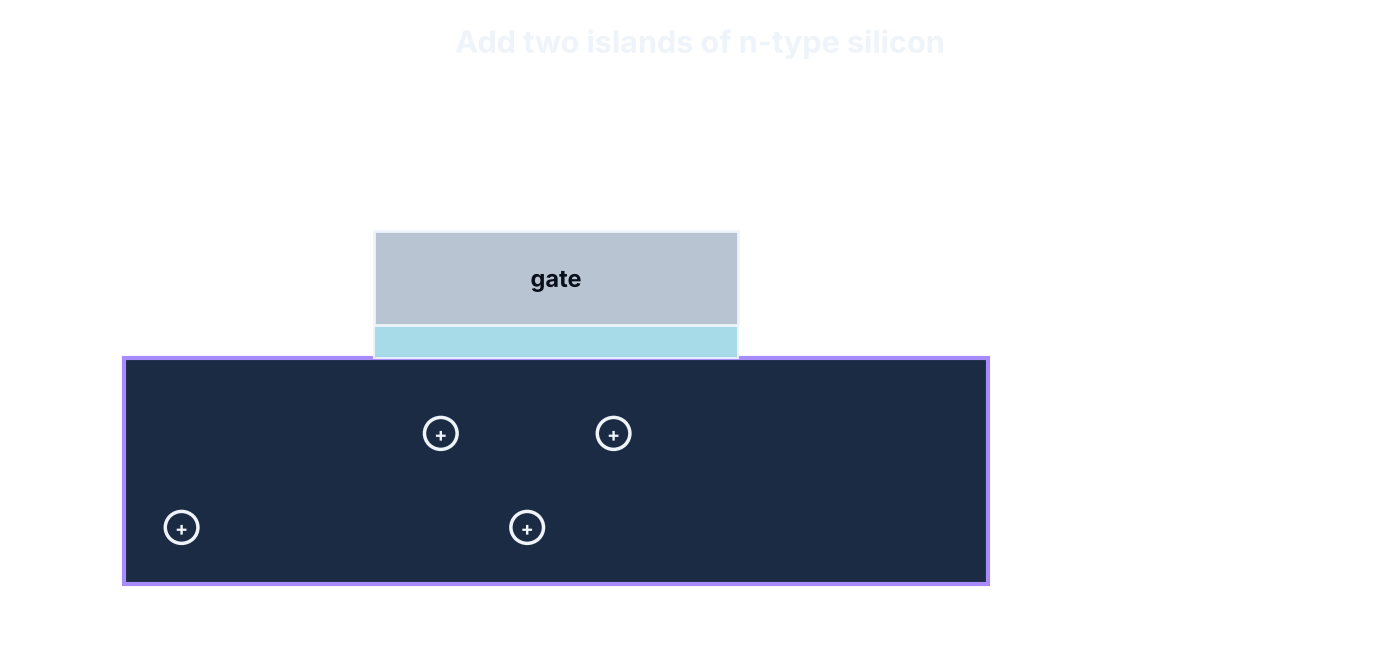 Add two islands of n-type silicon
gate
+ +
+ +